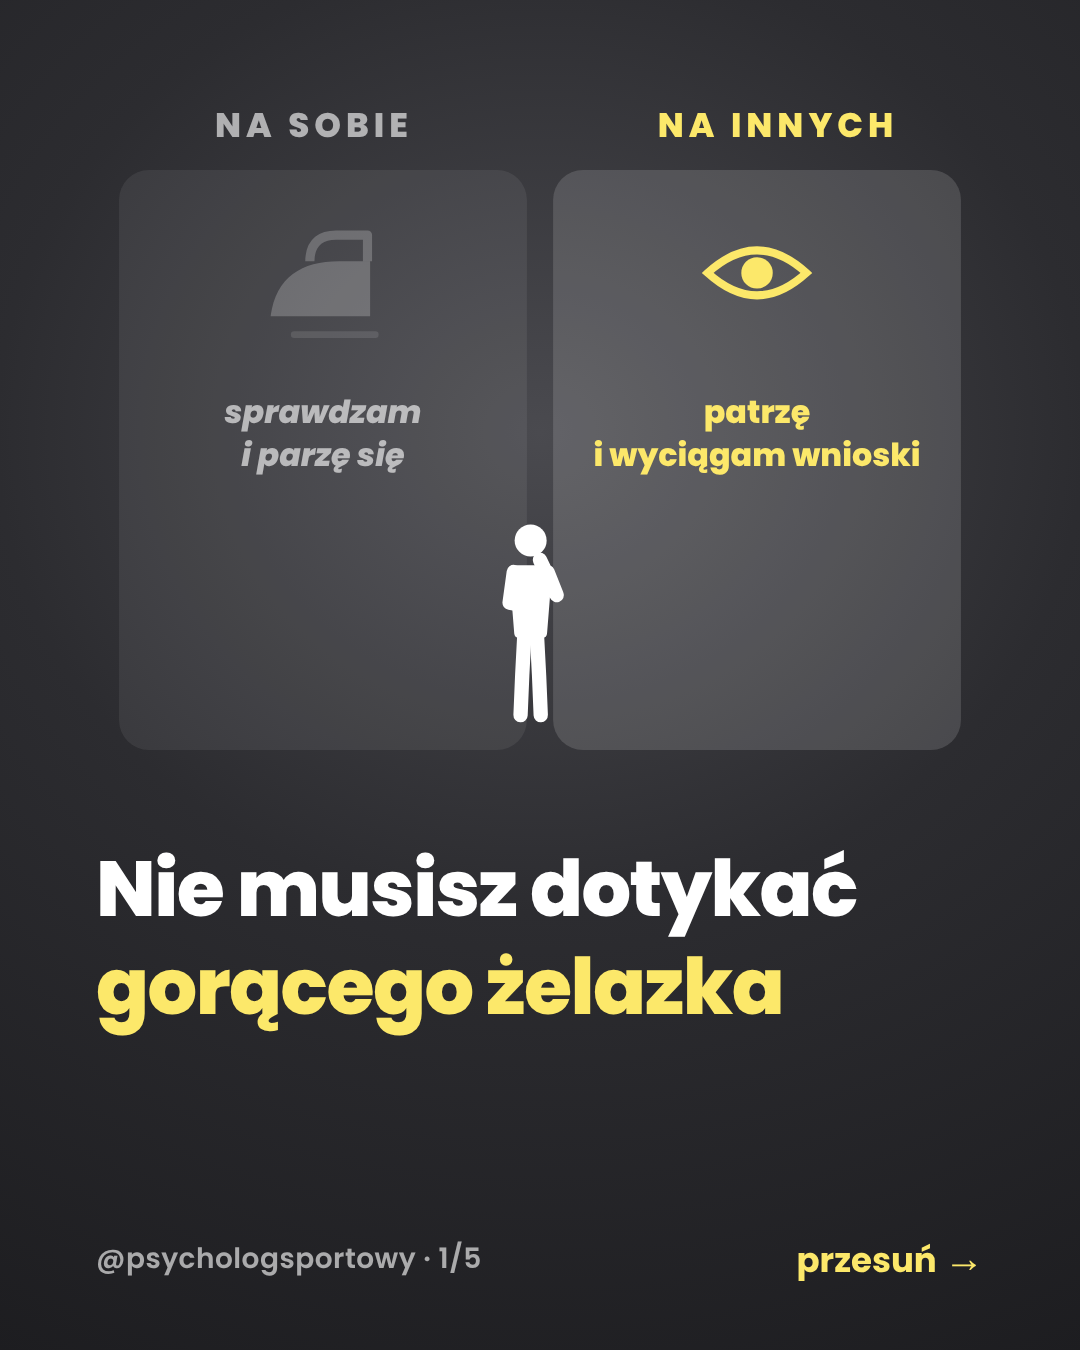 NA SOBIE
NA INNYCH
sprawdzam
i parzę się
patrzę
i wyciągam wnioski
Nie musisz dotykać
gorącego żelazka
@psychologsportowy · 1/5
przesuń →